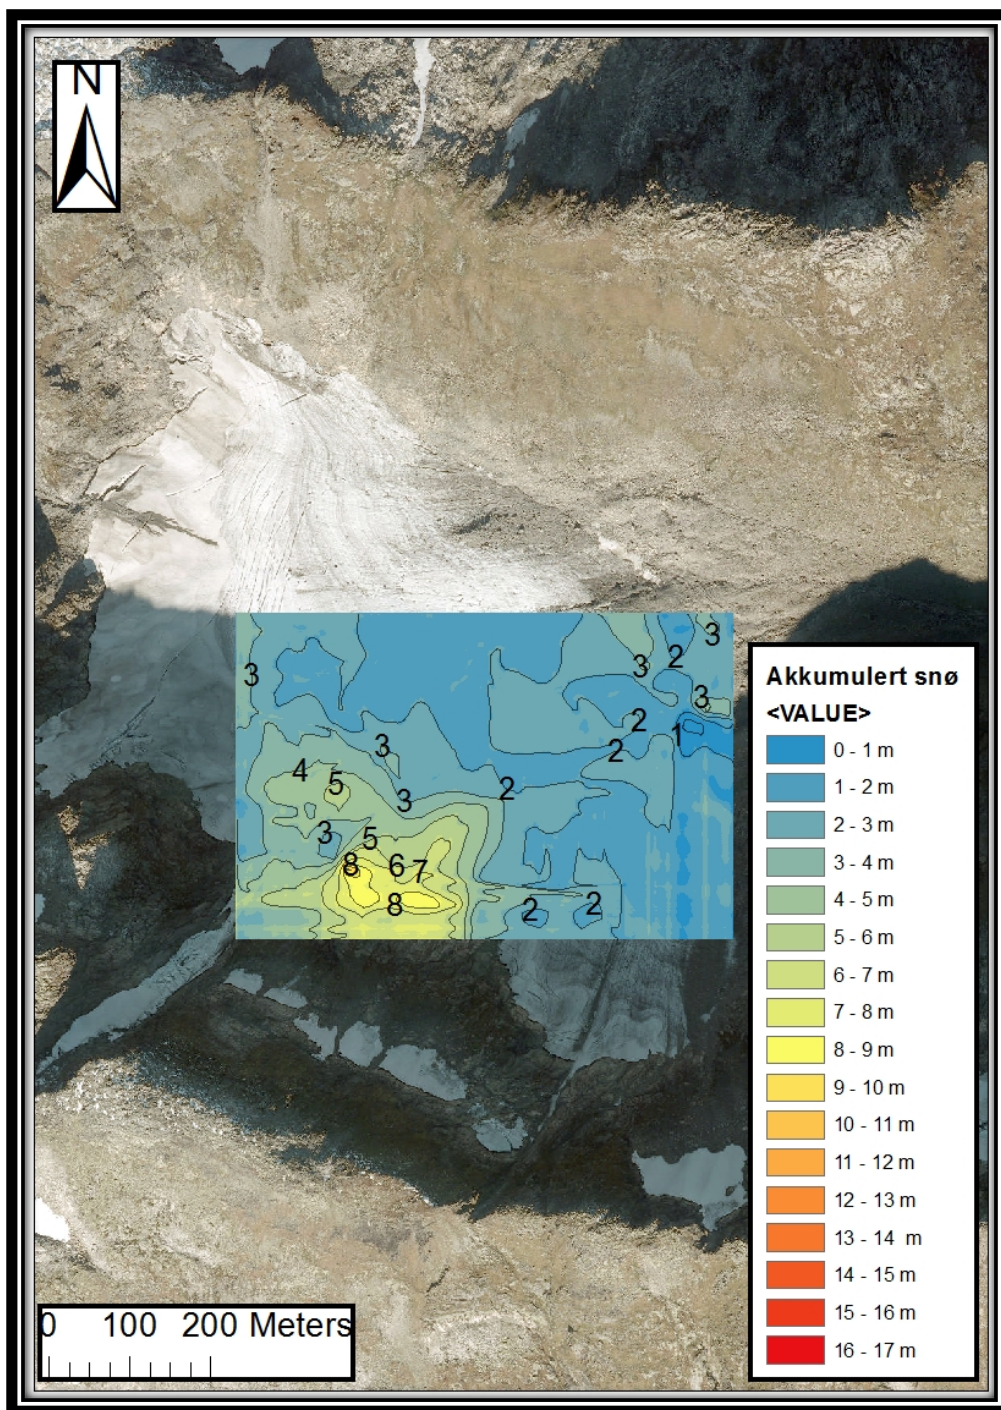 N
3
3
2
3
3
2
1
2
3
4
5
3
2
3
5
8
6
7
8
2
2
Akkumulert snø
<VALUE>
0 - 1 m
1 - 2 m
2 - 3 m
3 - 4 m
4 - 5 m
5 - 6 m
6 - 7 m
7 - 8 m
8 - 9 m
9 - 10 m
10 - 11 m
11 - 12 m
12 - 13 m
13 - 14 m
14 - 15 m
15 - 16 m
16 - 17 m
0 100 200 Meters